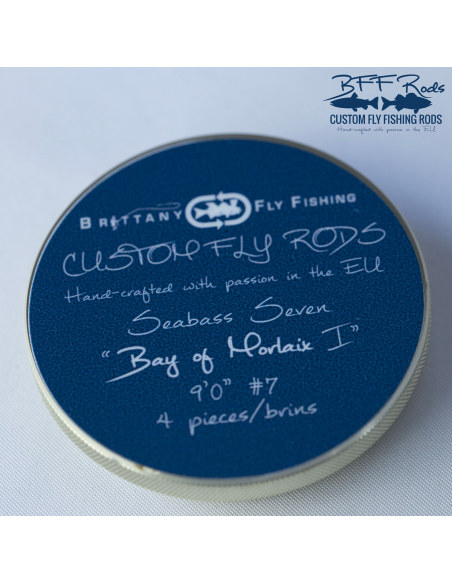 BFF Rods
CUSTOM FLY FISHING RODS
Hand-crafted with passion in the EU
BRITTANY FLY FISHING
CUSTOM FLY RODS
Hand-crafted with passion in the EU
Seabass Seven
"Bay of Morlaix I"
9'0" #7
4 pieces/brins